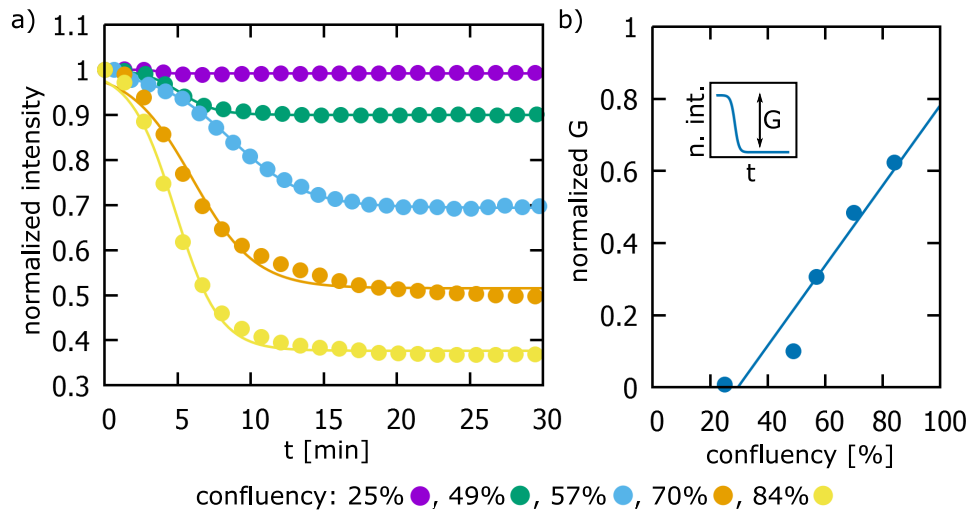 a)
normalized intensity
1.1
1
0.9
0.8
0.7
0.6
0.5
0.4
0.3
0 5 10 15 20 25 30
t [min]
b)
normalized G
1
0.8
0.6
0.4
0.2
0
0 20 40 60 80 100
confluency [%]
n. int.
G
t
confluency: 25% , 49% , 57% , 70% , 84%